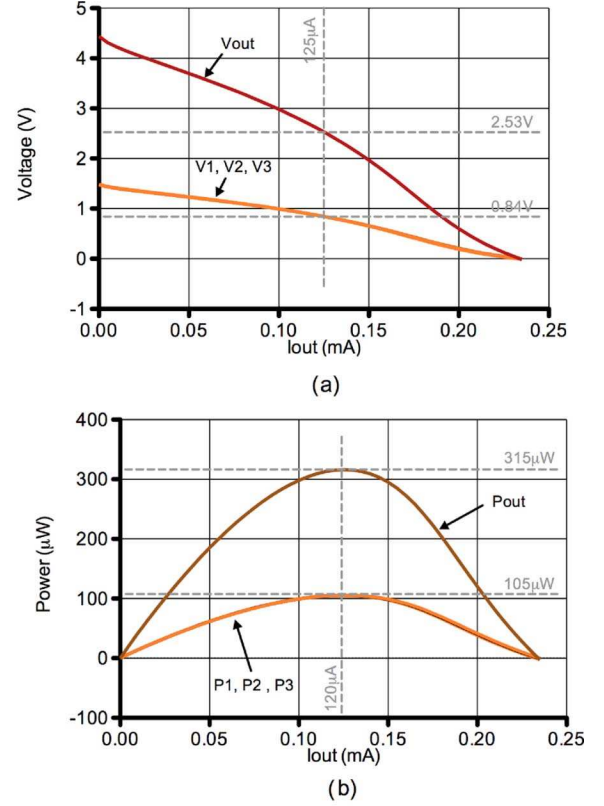 5
4
3
2
1
0
-1
Voltage (V)
125µA
Vout
2.53V
V1, V2, V3
0.84V
0.00
0.05
0.10
0.15
0.20
0.25
Iout (mA)
(a)
400
300
200
100
0
-100
Power (µW)
315µW
Pout
105µW
P1, P2 , P3
120µA
0.00
0.05
0.10
0.15
0.20
0.25
Iout (mA)
(b)